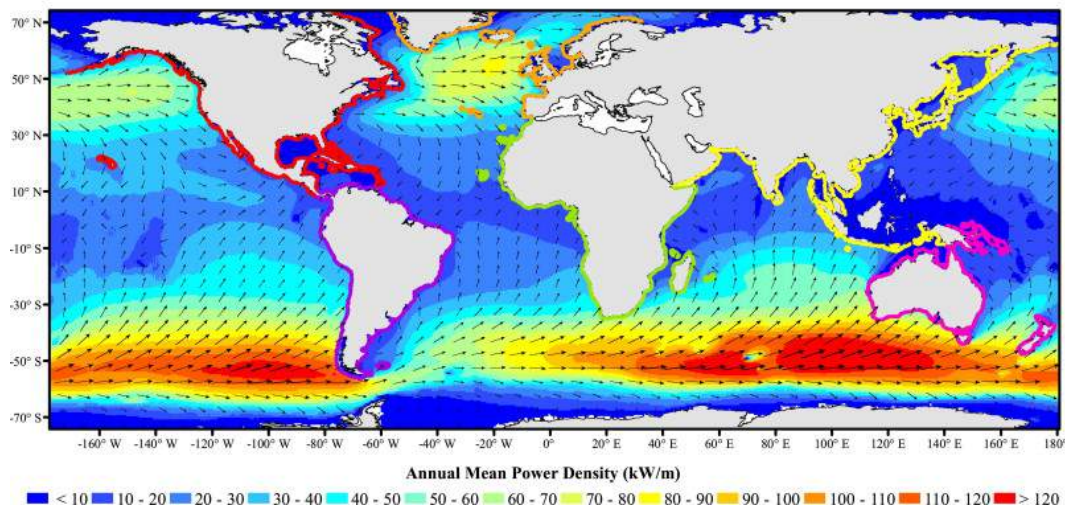 70° N
50° N
30° N
10° N
-10° S
-30° S
-50° S
-70° S
160° W 140° W 120° W -100° W -80° W -60° W -40° W -20° W 0° 20° E 40° E 60° E 80° E 100° E 120° E 140° E 160° E 180° E
Annual Mean Power Density (kW/m)
< 10 10 - 20 20 - 30 30 - 40 40 - 50 50 - 60 60 - 70 70 - 80 80 - 90 90 - 100 100 - 110 110 - 120 > 120